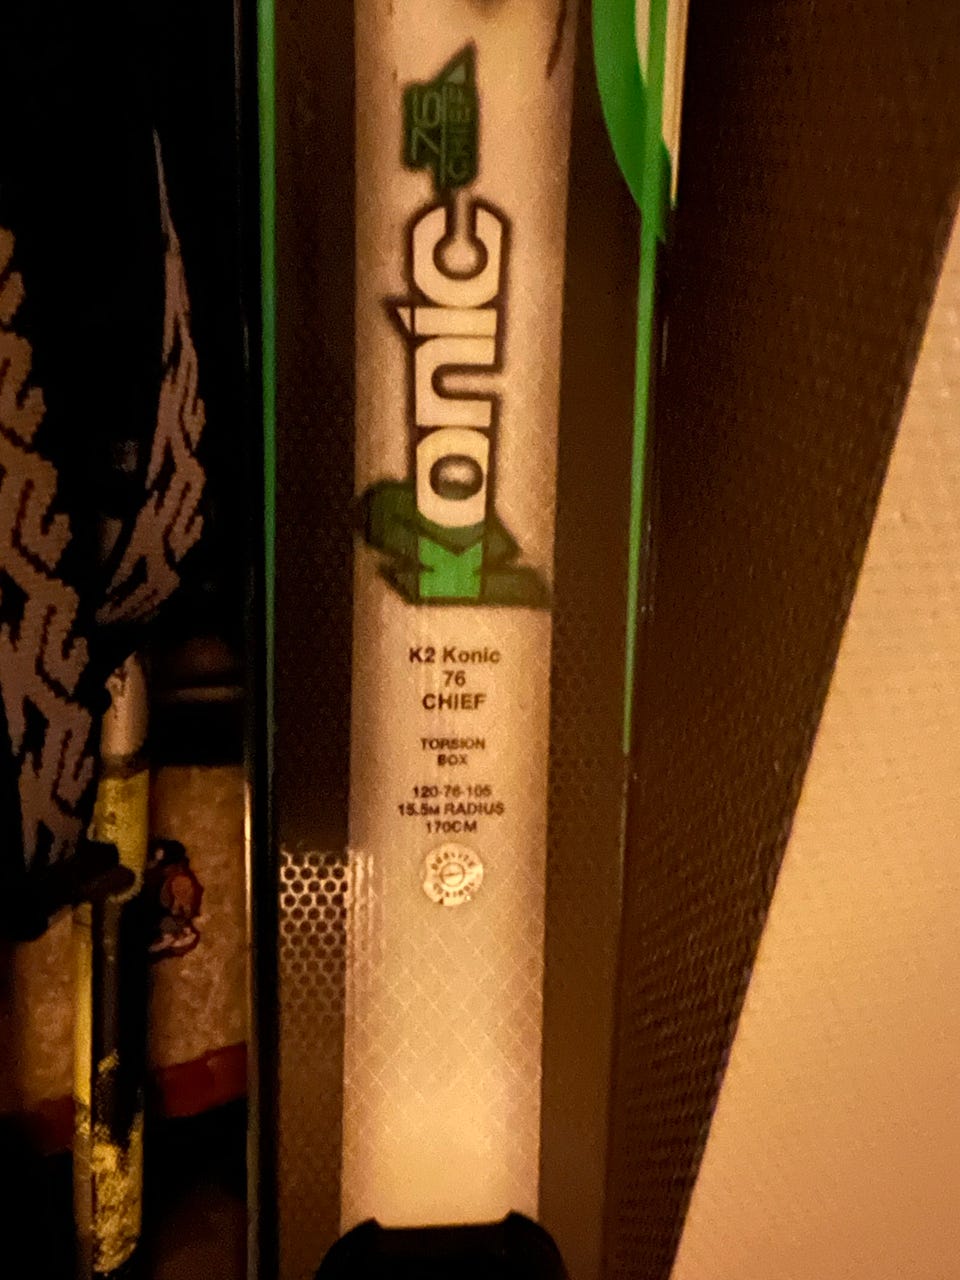 76
CHIEF
Konic
K2 Konic
76
CHIEF
TORSION
BOX
120-76-105
15.5M RADIUS
170CM